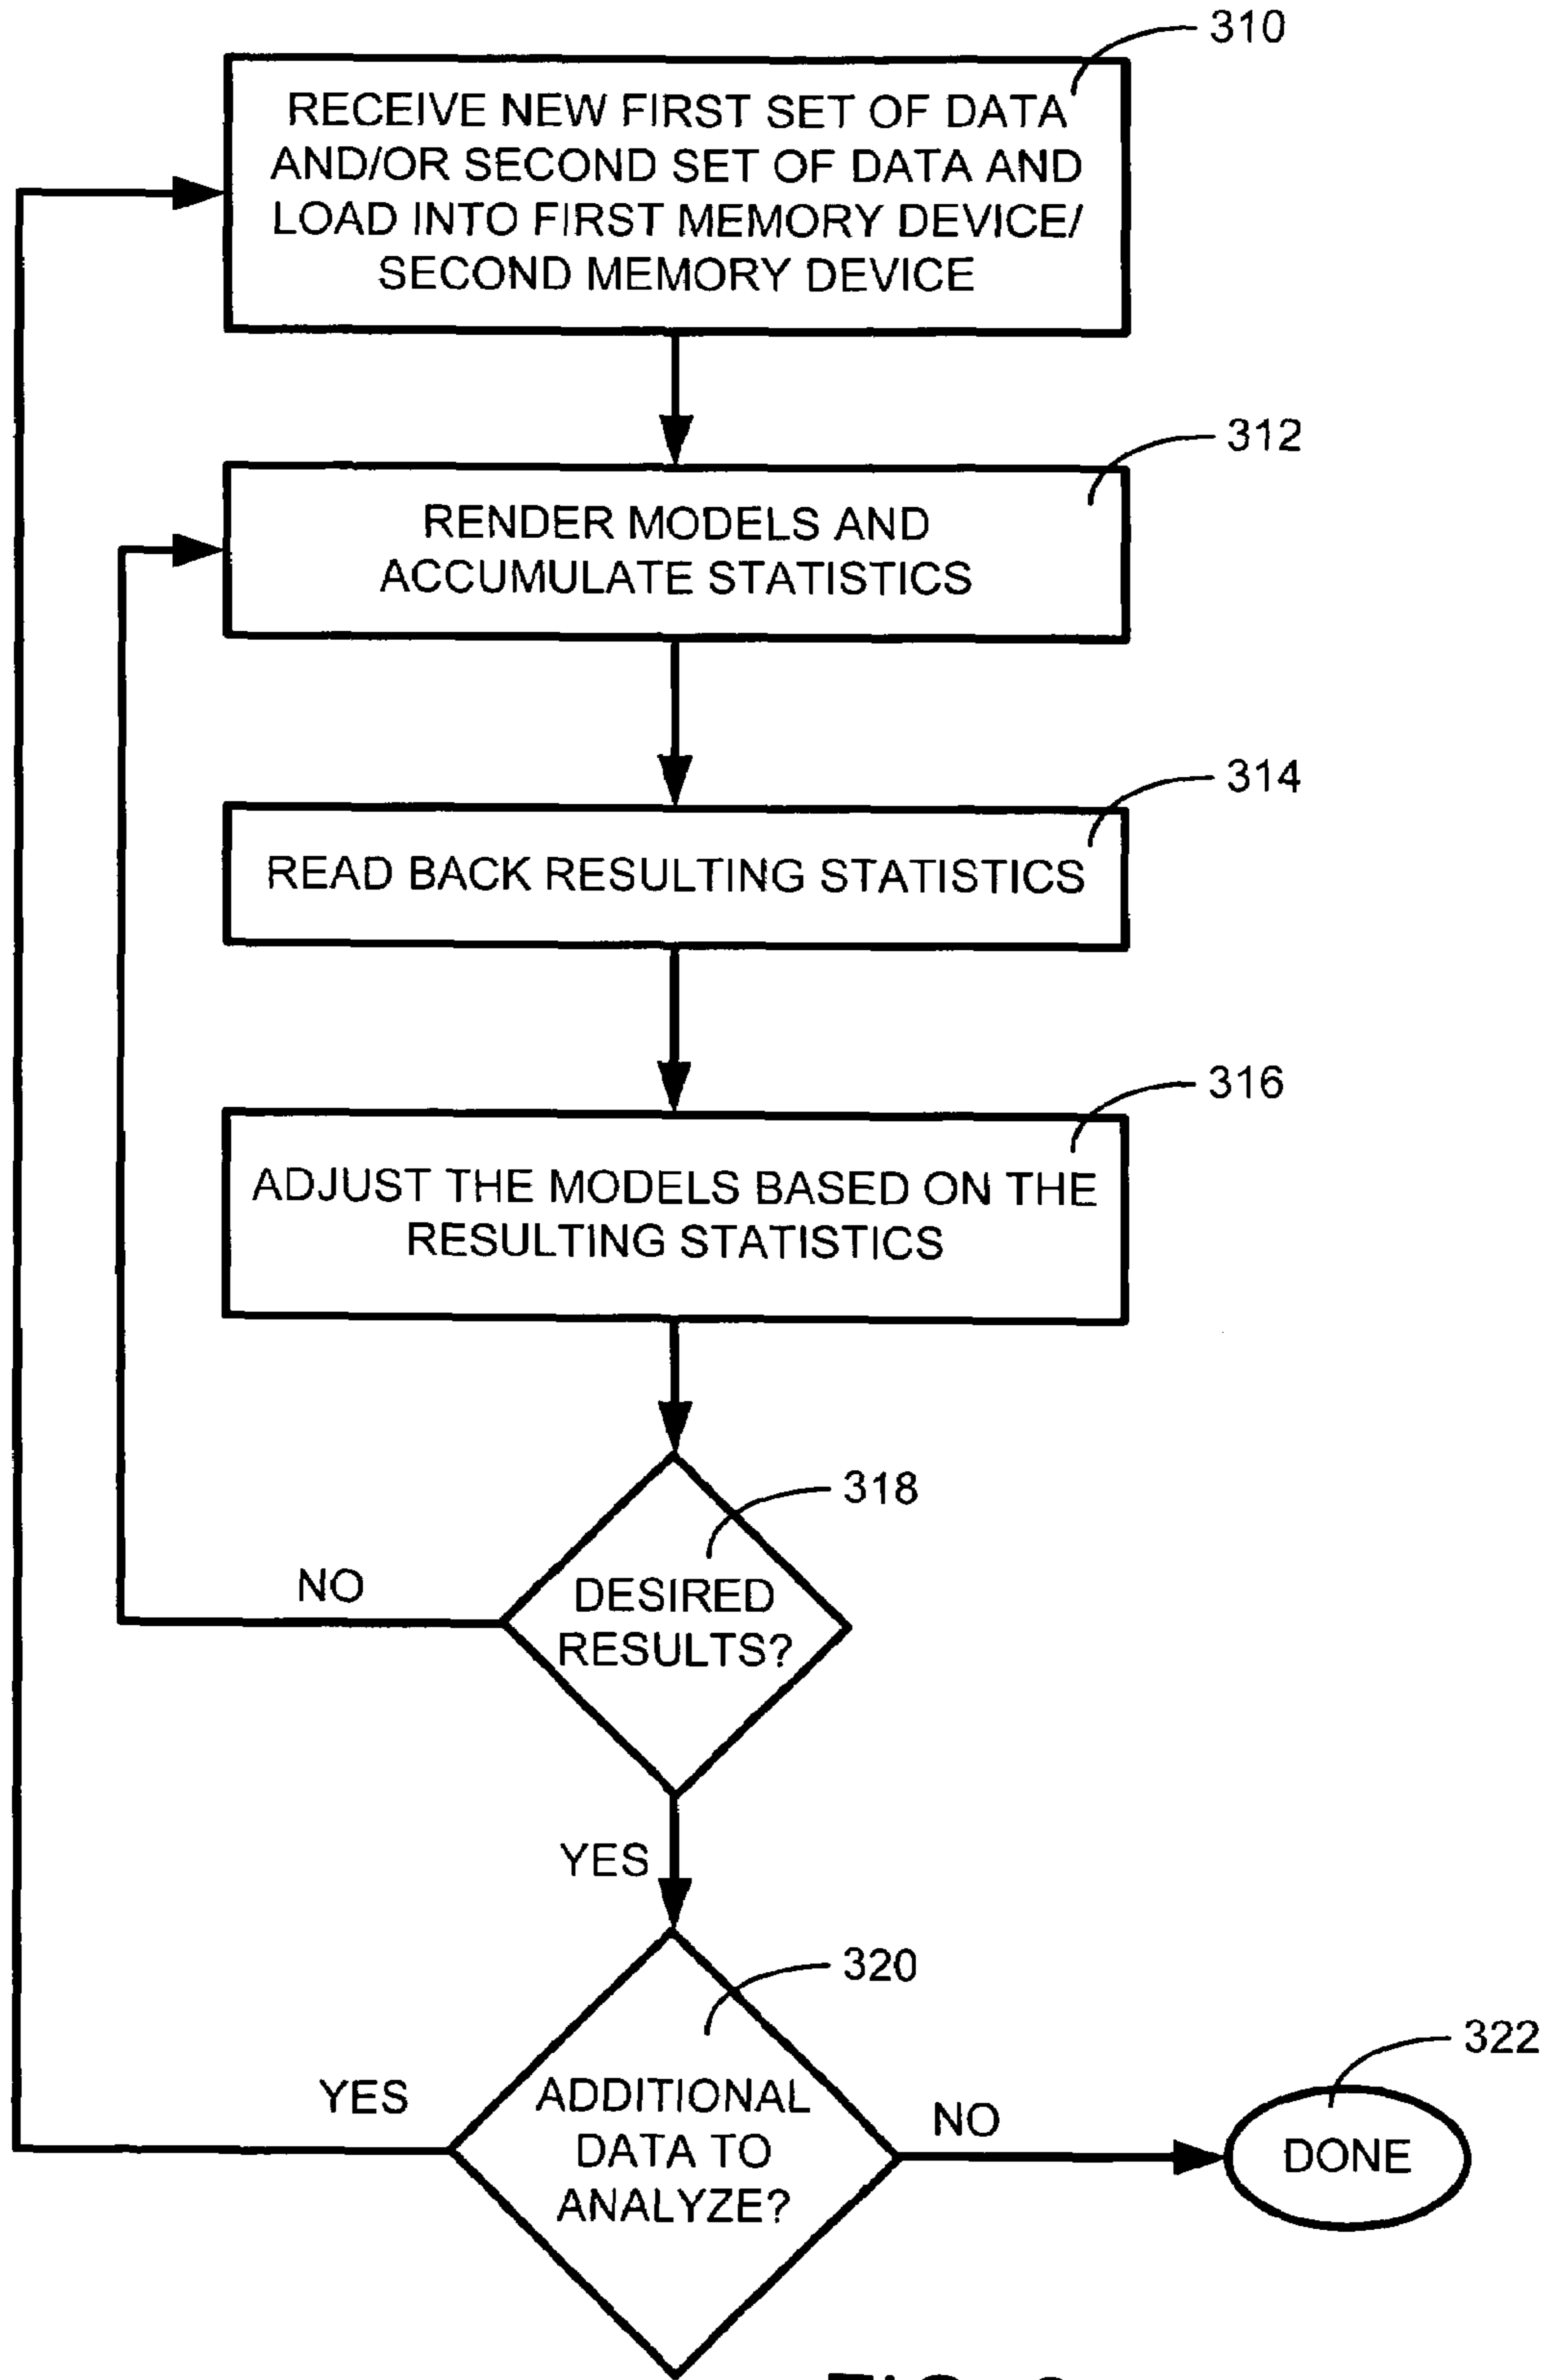 310
RECEIVE NEW FIRST SET OF DATA
AND/OR SECOND SET OF DATA AND
LOAD INTO FIRST MEMORY DEVICE/
SECOND MEMORY DEVICE
312
RENDER MODELS AND
ACCUMULATE STATISTICS
314
READ BACK RESULTING STATISTICS
316
ADJUST THE MODELS BASED ON THE
RESULTING STATISTICS
318
DESIRED
RESULTS?
NO
YES
320
ADDITIONAL
DATA TO
ANALYZE?
YES
NO
322
DONE